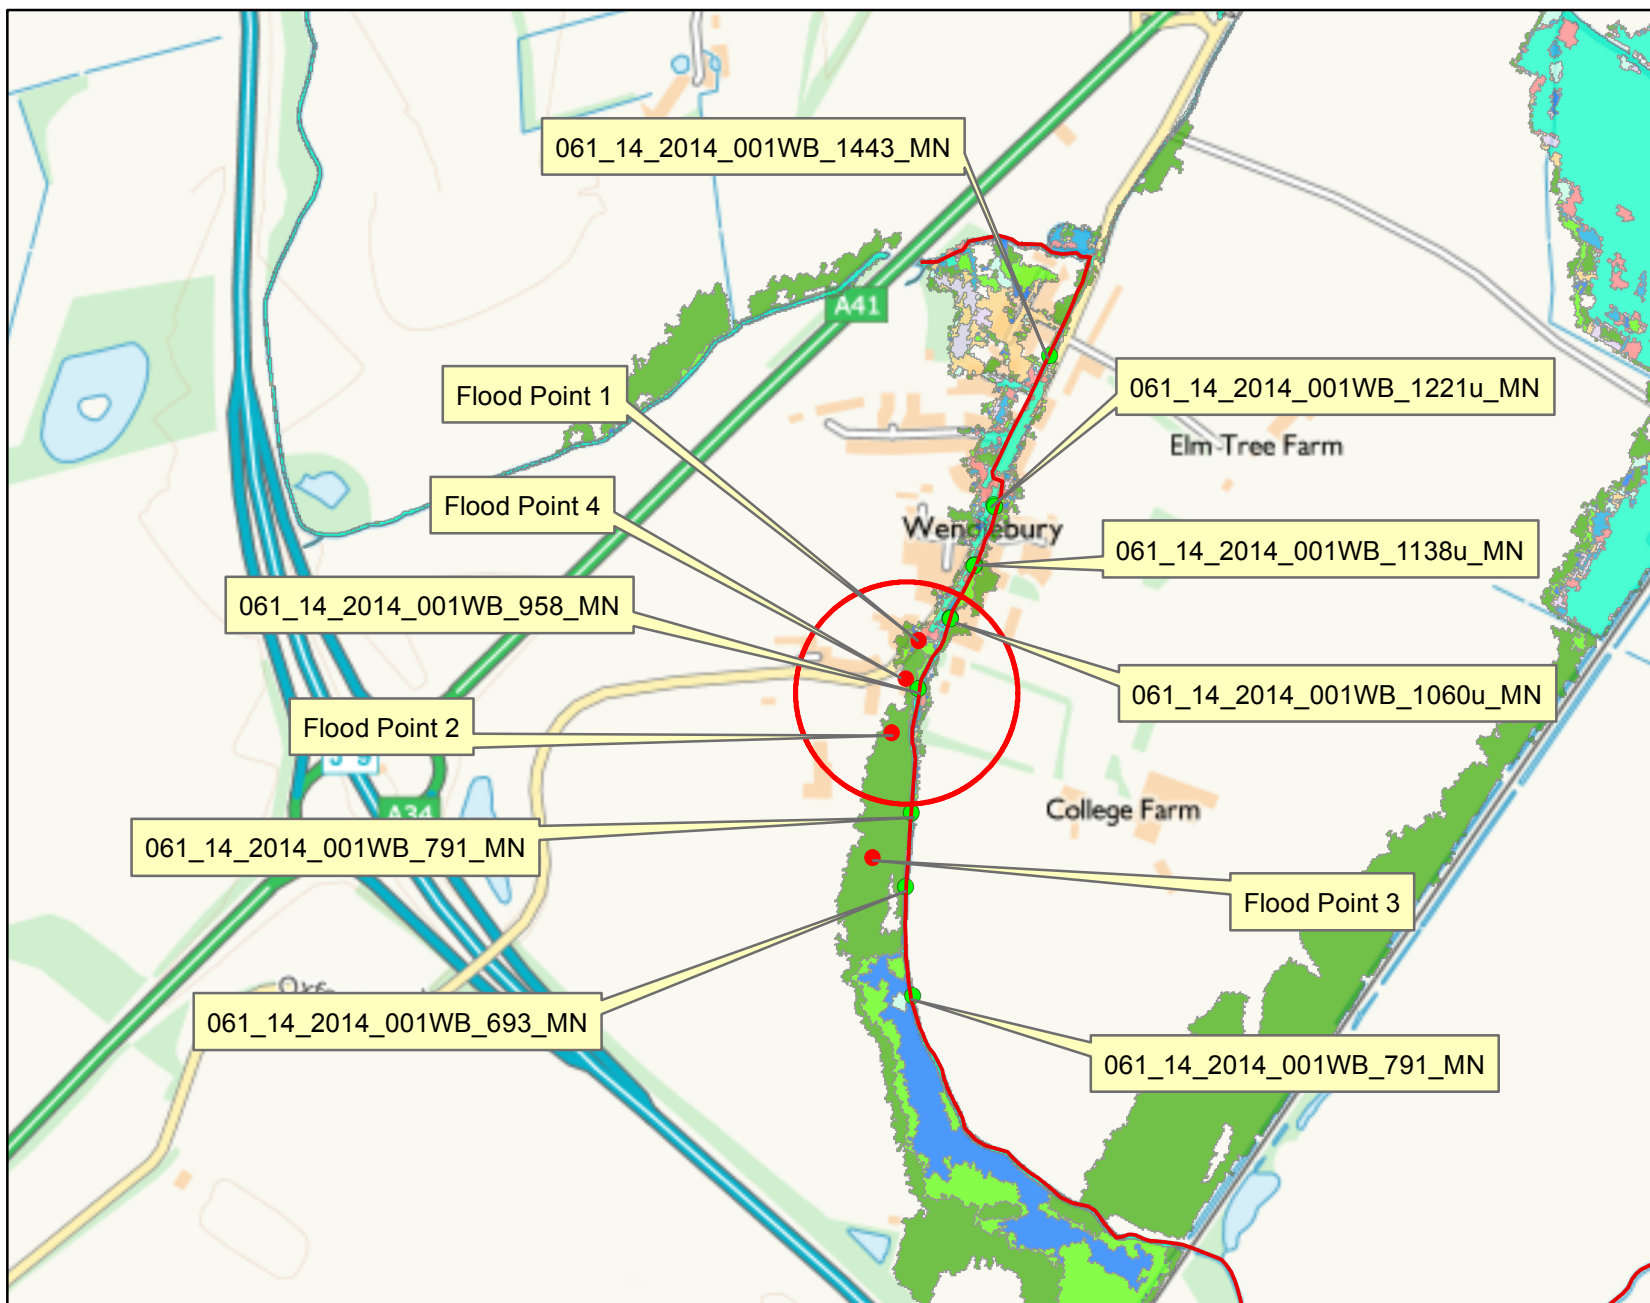 061_14_2014_001WB_1443_MN
A41
Flood Point 1
061_14_2014_001WB_1221u_MN
Elm Tree Farm
Flood Point 4
Wendlebury
061_14_2014_001WB_1138u_MN
061_14_2014_001WB_958_MN
061_14_2014_001WB_1060u_MN
Flood Point 2
J 9
A34
College Farm
061_14_2014_001WB_791_MN
Flood Point 3
061_14_2014_001WB_693_MN
061_14_2014_001WB_791_MN